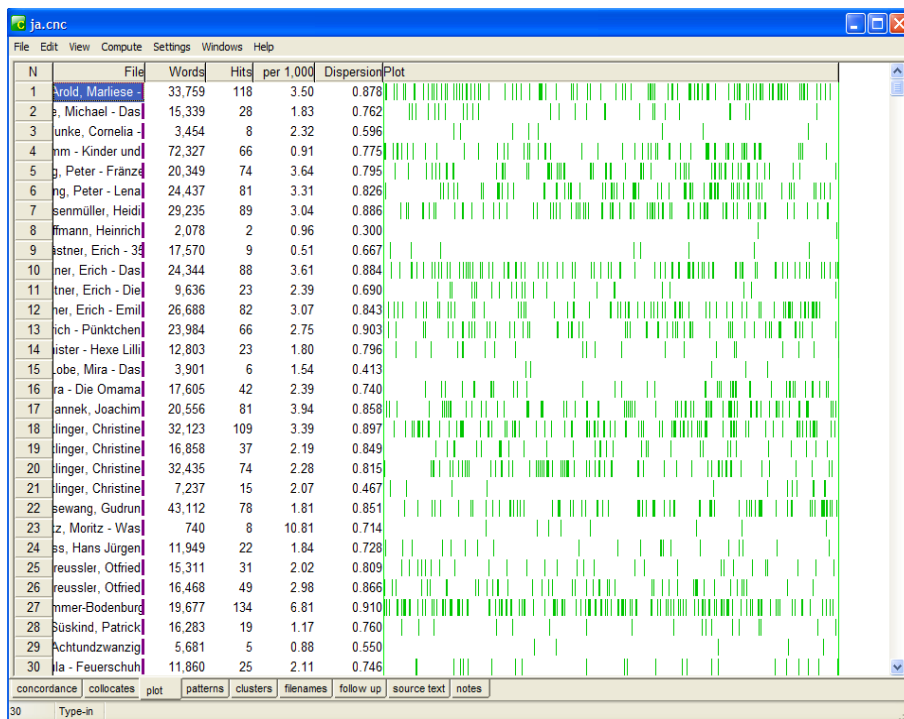 ja.cnc
File Edit View Compute Settings Windows Help
N File Words Hits per 1,000 Dispersion Plot
1 Arold, Marliese - 33,759 118 3.50 0.878
2 e, Michael - Das 15,339 28 1.83 0.762
3 unke, Cornelia - 3,454 8 2.32 0.596
4 mm - Kinder und 72,327 66 0.91 0.775
5 g, Peter - Fränze 20,349 74 3.64 0.795
6 ng, Peter - Lena 24,437 81 3.31 0.826
7 senmüller, Heidi 29,235 89 3.04 0.886
8 ffmann, Heinrich 2,078 2 0.96 0.300
9 ästner, Erich - 35 17,570 9 0.51 0.667
10 ner, Erich - Das 24,344 88 3.61 0.884
11 tner, Erich - Die 9,636 23 2.39 0.690
12 ner, Erich - Emil 26,688 82 3.07 0.843
13 rich - Pünktchen 23,984 66 2.75 0.903
14 ister - Hexe Lilli 12,803 23 1.80 0.796
15 Lobe, Mira - Das 3,901 6 1.54 0.413
16 ra - Die Omama 17,605 42 2.39 0.740
17 annek, Joachim 20,556 81 3.94 0.858
18 tlinger, Christine 32,123 109 3.39 0.897
19 tlinger, Christine 16,858 37 2.19 0.849
20 tlinger, Christine 32,435 74 2.28 0.815
21 tlinger, Christine 7,237 15 2.07 0.467
22 sewang, Gudrun 43,112 78 1.81 0.851
23 tz, Moritz - Was 740 8 10.81 0.714
24 ss, Hans Jürgen 11,949 22 1.84 0.728
25 reussler, Otfried 15,311 31 2.02 0.809
26 reussler, Otfried 16,468 49 2.98 0.866
27 mmer-Bodenburg 19,677 134 6.81 0.910
28 Süskind, Patrick 16,283 19 1.17 0.760
29 Achtundzwanzig 5,681 5 0.88 0.550
30 la - Feuerschuh 11,860 25 2.11 0.746
concordance collocates plot patterns clusters filenames follow up source text notes
30 Type-in